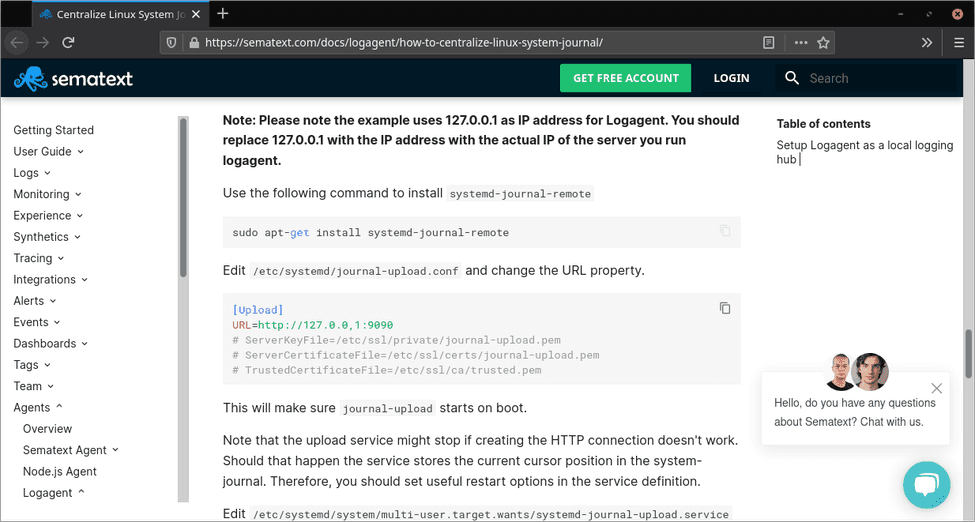 Centralize Linux System Jo
https://sematext.com/docs/logagent/how-to-centralize-linux-system-journal/
sematext
GET FREE ACCOUNT
LOGIN
Search
Getting Started
User Guide
Logs
Monitoring
Experience
Synthetics
Tracing
Integrations
Alerts
Events
Dashboards
Tags
Team
Agents
Overview
Sematext Agent
Node.js Agent
Logagent
Note: Please note the example uses 127.0.0.1 as IP address for Logagent. You should
replace 127.0.0.1 with the IP address with the actual IP of the server you run
logagent.
Use the following command to install systemd-journal-remote
sudo apt-get install systemd-journal-remote
Edit /etc/systemd/journal-upload.conf and change the URL property.
[Upload]
URL=http://127.0.0,1:9090
# ServerKeyFile=/etc/ssl/private/journal-upload.pem
# ServerCertificateFile=/etc/ssl/certs/journal-upload.pem
# TrustedCertificateFile=/etc/ssl/ca/trusted.pem
This will make sure journal-upload starts on boot.
Note that the upload service might stop if creating the HTTP connection doesn't work.
Should that happen the service stores the current cursor position in the system-
journal. Therefore, you should set useful restart options in the service definition.
Edit /etc/systemd/system/multi-user.target.wants/systemd-journal-upload.service
Table of contents
Setup Logagent as a local logging
hub
Hello, do you have any questions
about Sematext? Chat with us.